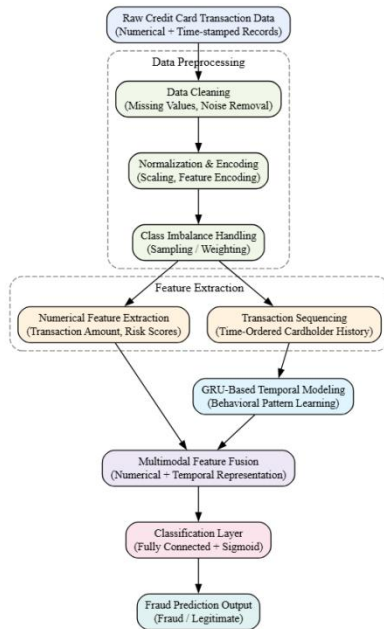 Raw Credit Card Transaction Data
(Numerical + Time-stamped Records)
Data Preprocessing
Data Cleaning
(Missing Values, Noise Removal)
Normalization & Encoding
(Scaling, Feature Encoding)
Class Imbalance Handling
(Sampling / Weighting)
Feature Extraction
Numerical Feature Extraction
(Transaction Amount, Risk Scores)
Transaction Sequencing
(Time-Ordered Cardholder History)
GRU-Based Temporal Modeling
(Behavioral Pattern Learning)
Multimodal Feature Fusion
(Numerical + Temporal Representation)
Classification Layer
(Fully Connected + Sigmoid)
Fraud Prediction Output
(Fraud / Legitimate)